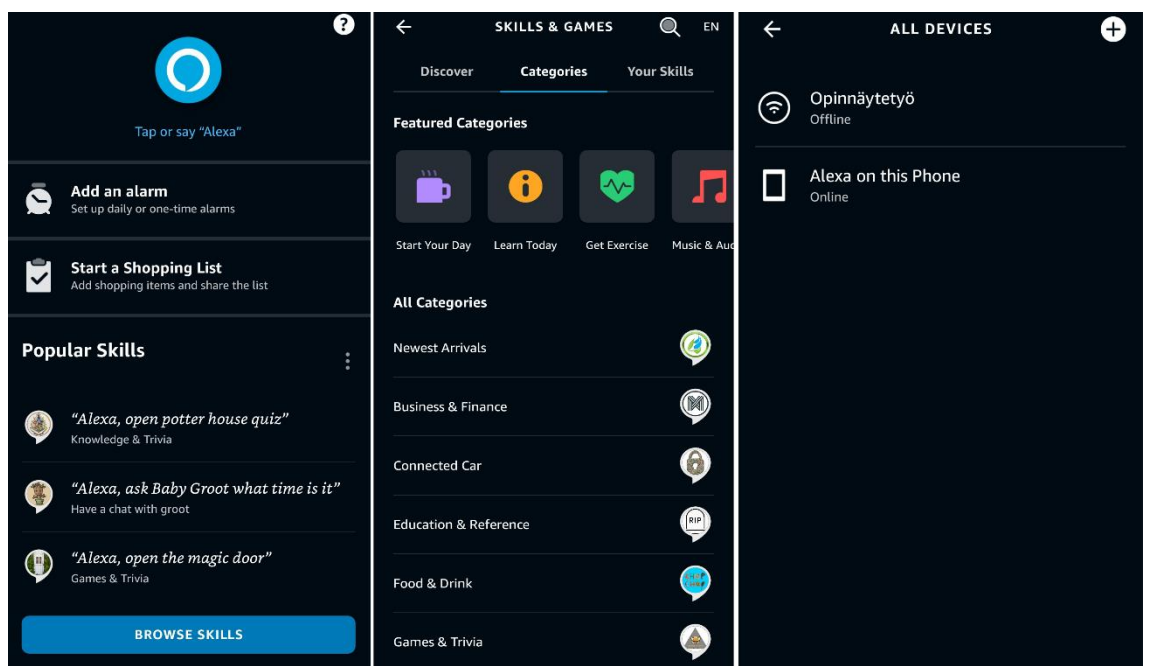 ?
Tap or say "Alexa"
Add an alarm
Set up daily or one-time alarms
Start a Shopping List
Add shopping items and share the list
Popular Skills
"Alexa, open potter house quiz"
Knowledge & Trivia
"Alexa, ask Baby Groot what time is it"
Have a chat with groot
"Alexa, open the magic door"
Games & Trivia
BROWSE SKILLS
SKILLS & GAMES EN
Discover Categories Your Skills
Featured Categories
Start Your Day Learn Today Get Exercise Music & Aud
All Categories
Newest Arrivals
Business & Finance
Connected Car
Education & Reference
RIP
Food & Drink
Games & Trivia
ALL DEVICES
Opinnäytetyö
Offline
Alexa on this Phone
Online